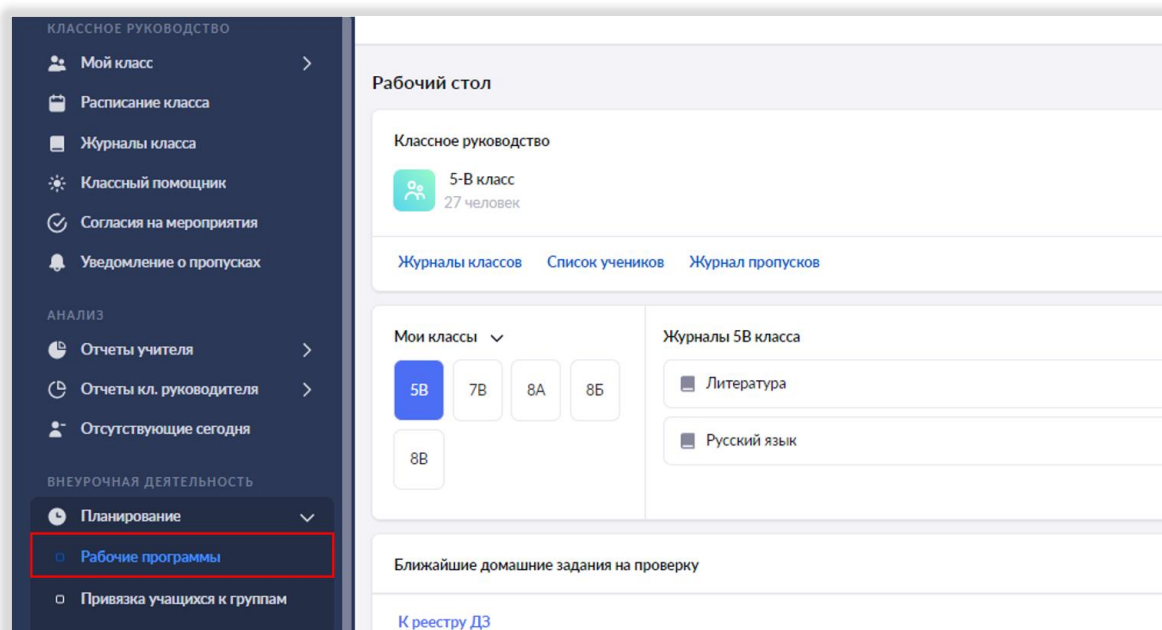 КЛАССНОЕ РУКОВОДСТВО
Мой класс
Расписание класса
Журналы класса
Классный помощник
Согласия на мероприятия
Уведомление о пропусках
АНАЛИЗ
Отчеты учителя
Отчеты кл. руководителя
Отсутствующие сегодня
ВНЕУРОЧНАЯ ДЕЯТЕЛЬНОСТЬ
Планирование
Рабочие программы
Привязка учащихся к группам
Рабочий стол
Классное руководство
5-В класс
27 человек
Журналы классов Список учеников Журнал пропусков
Мои классы
5В 7В 8А 8Б
8В
Журналы 5В класса
Литература
Русский язык
Ближайшие домашние задания на проверку
К реестру ДЗ